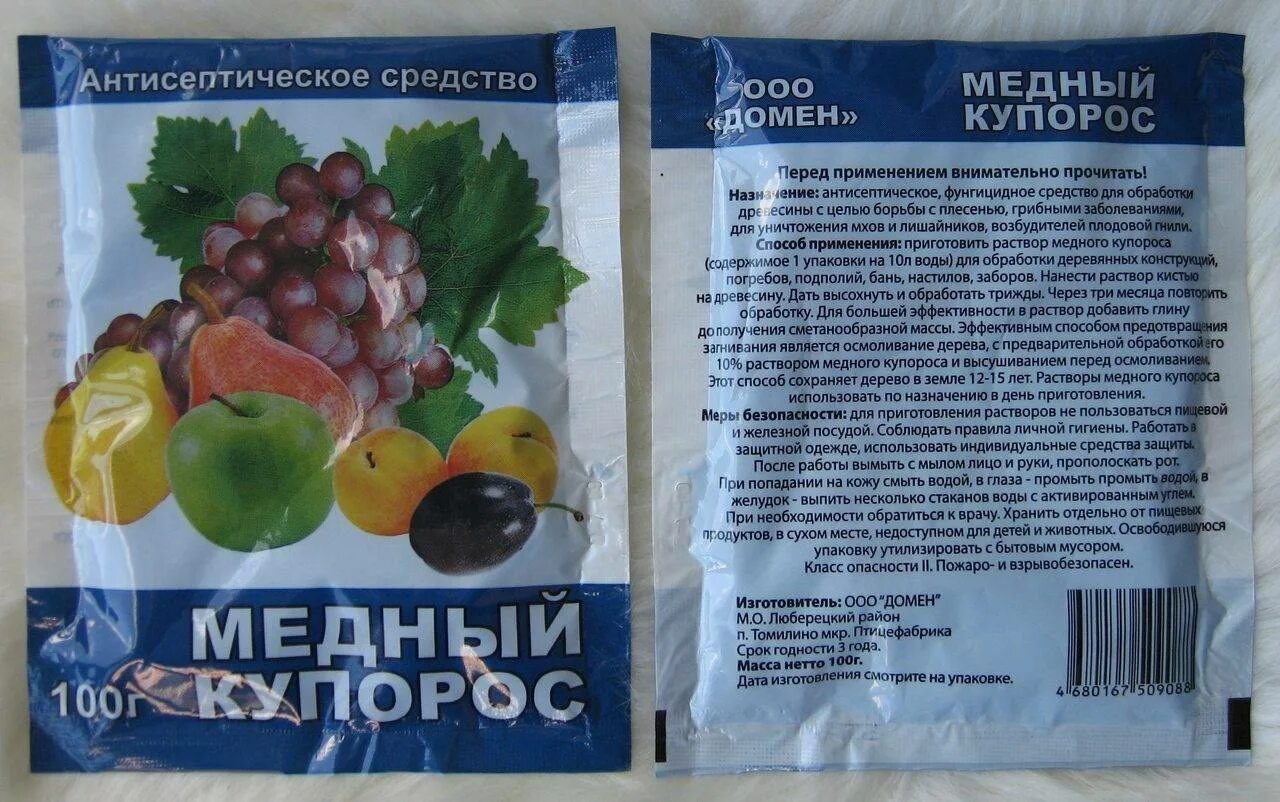 Антисептическое средство
МЕДНЫЙ
КУПОРОС
100г
ООО
«ДОМЕН»
МЕДНЫЙ
КУПОРОС
Перед применением внимательно прочитать!
Назначение: антисептическое, фунгицидное средство для обработки
древесины с целью борьбы с плесенью, грибными заболеваниями,
для уничтожения мхов и лишайников, возбудителей плодовой гнили.
Способ применения: приготовить раствор медного купороса
(содержимое 1 упаковки на 10л воды) для обработки деревянных конструкций,
погребов, подполий, бань, настилов, заборов. Нанести раствор кистью
на древесину. Дать высохнуть и обработать трижды. Через три месяца повторить
обработку. Для большей эффективности в раствор добавить глину
до получения сметанообразной массы. Эффективным способом предотвращения
загнивания является осмоливание дерева, с предварительной обработкой его
10% раствором медного купороса и высушиванием перед осмоливанием.
Этот способ сохраняет дерево в земле 12-15 лет. Растворы медного купороса
использовать по назначению в день приготовления.
Меры безопасности: для приготовления растворов не пользоваться пищевой
и железной посудой. Соблюдать правила личной гигиены. Работать в
защитной одежде, использовать индивидуальные средства защиты.
После работы вымыть с мылом лицо и руки, прополоскать рот.
При попадании на кожу смыть водой, в глаза - промыть промыть водой, в
желудок - выпить несколько стаканов воды с активированным углем.
При необходимости обратиться к врачу. Хранить отдельно от пищевых
продуктов, в сухом месте, недоступном для детей и животных. Освободившуюся
упаковку утилизировать с бытовым мусором.
Класс опасности II. Пожаро- и взрывобезопасен.
Изготовитель: ООО "ДОМЕН"
М.О. Люберецкий район
п. Томилино мкр. Птицефабрика
Срок годности 3 года.
Масса нетто 100г.
Дата изготовления смотрите на упаковке.
4 680167 509088